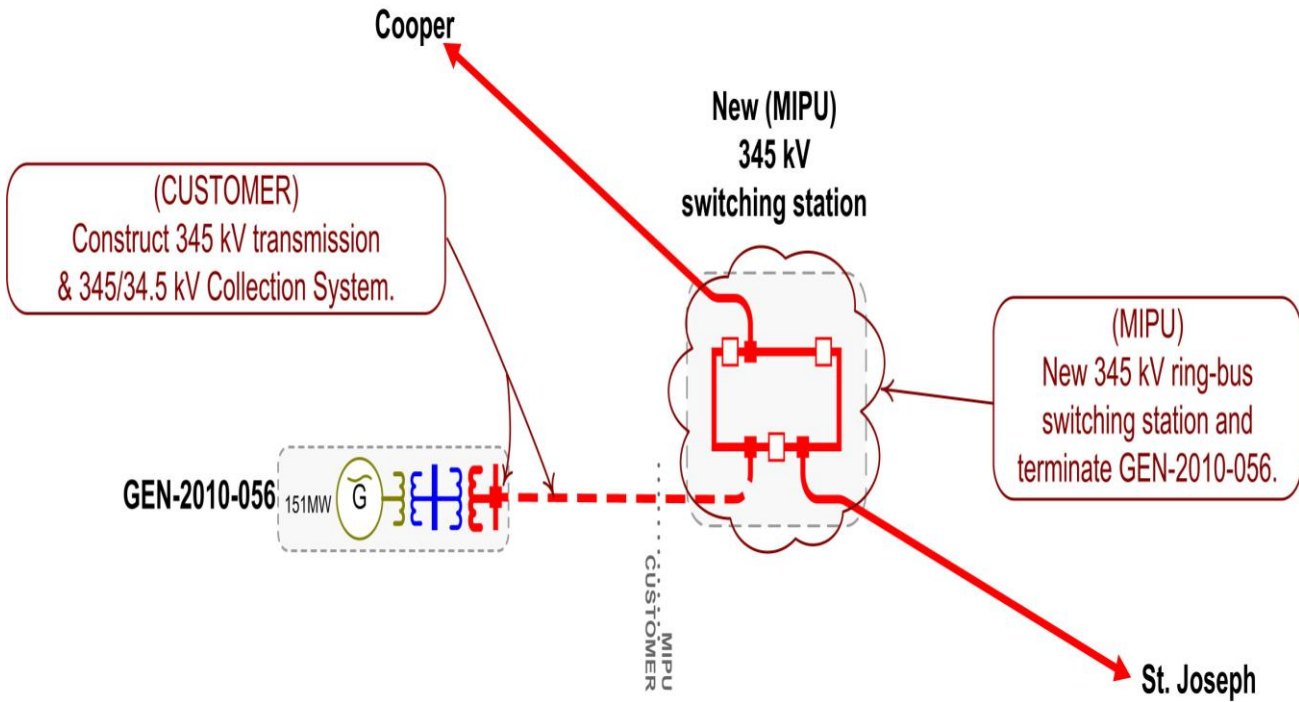 Cooper
New (MIPU)
345 kV
switching station
(CUSTOMER)
Construct 345 kV transmission
& 345/34.5 kV Collection System.
(MIPU)
New 345 kV ring-bus
switching station and
terminate GEN-2010-056.
GEN-2010-056
151MW
G
CUSTOMER
MIPU
St. Joseph